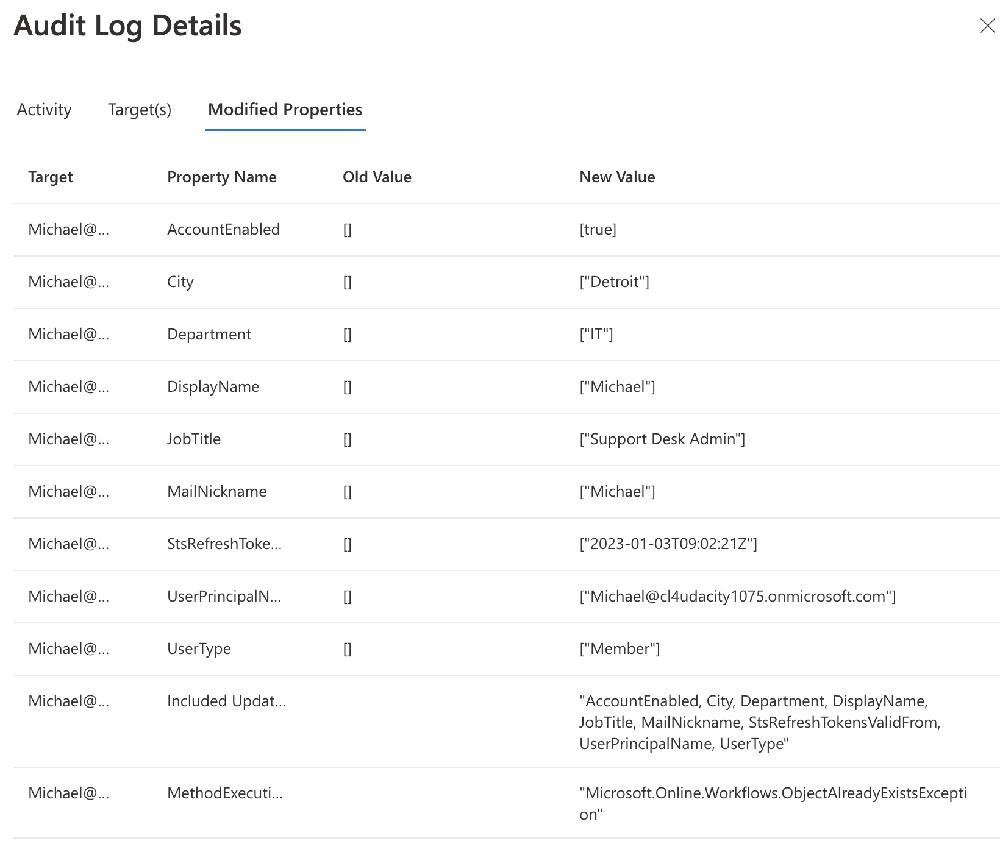 Audit Log Details
Activity Target(s) Modified Properties
Target Property Name Old Value New Value
Michael@... AccountEnabled [] [true]
Michael@... City [] ["Detroit"]
Michael@... Department [] ["IT"]
Michael@... DisplayName [] ["Michael"]
Michael@... JobTitle [] ["Support Desk Admin"]
Michael@... MailNickname [] ["Michael"]
Michael@... StsRefreshToke... [] ["2023-01-03T09:02:21Z"]
Michael@... UserPrincipalN... [] ["Michael@cl4udacity1075.onmicrosoft.com"]
Michael@... UserType [] ["Member"]
Michael@... Included Updat... "AccountEnabled, City, Department, DisplayName,
JobTitle, MailNickname, StsRefreshTokensValidFrom,
UserPrincipalName, UserType"
Michael@... MethodExecuti... "Microsoft.Online.Workflows.ObjectAlreadyExistsExcepti
on"